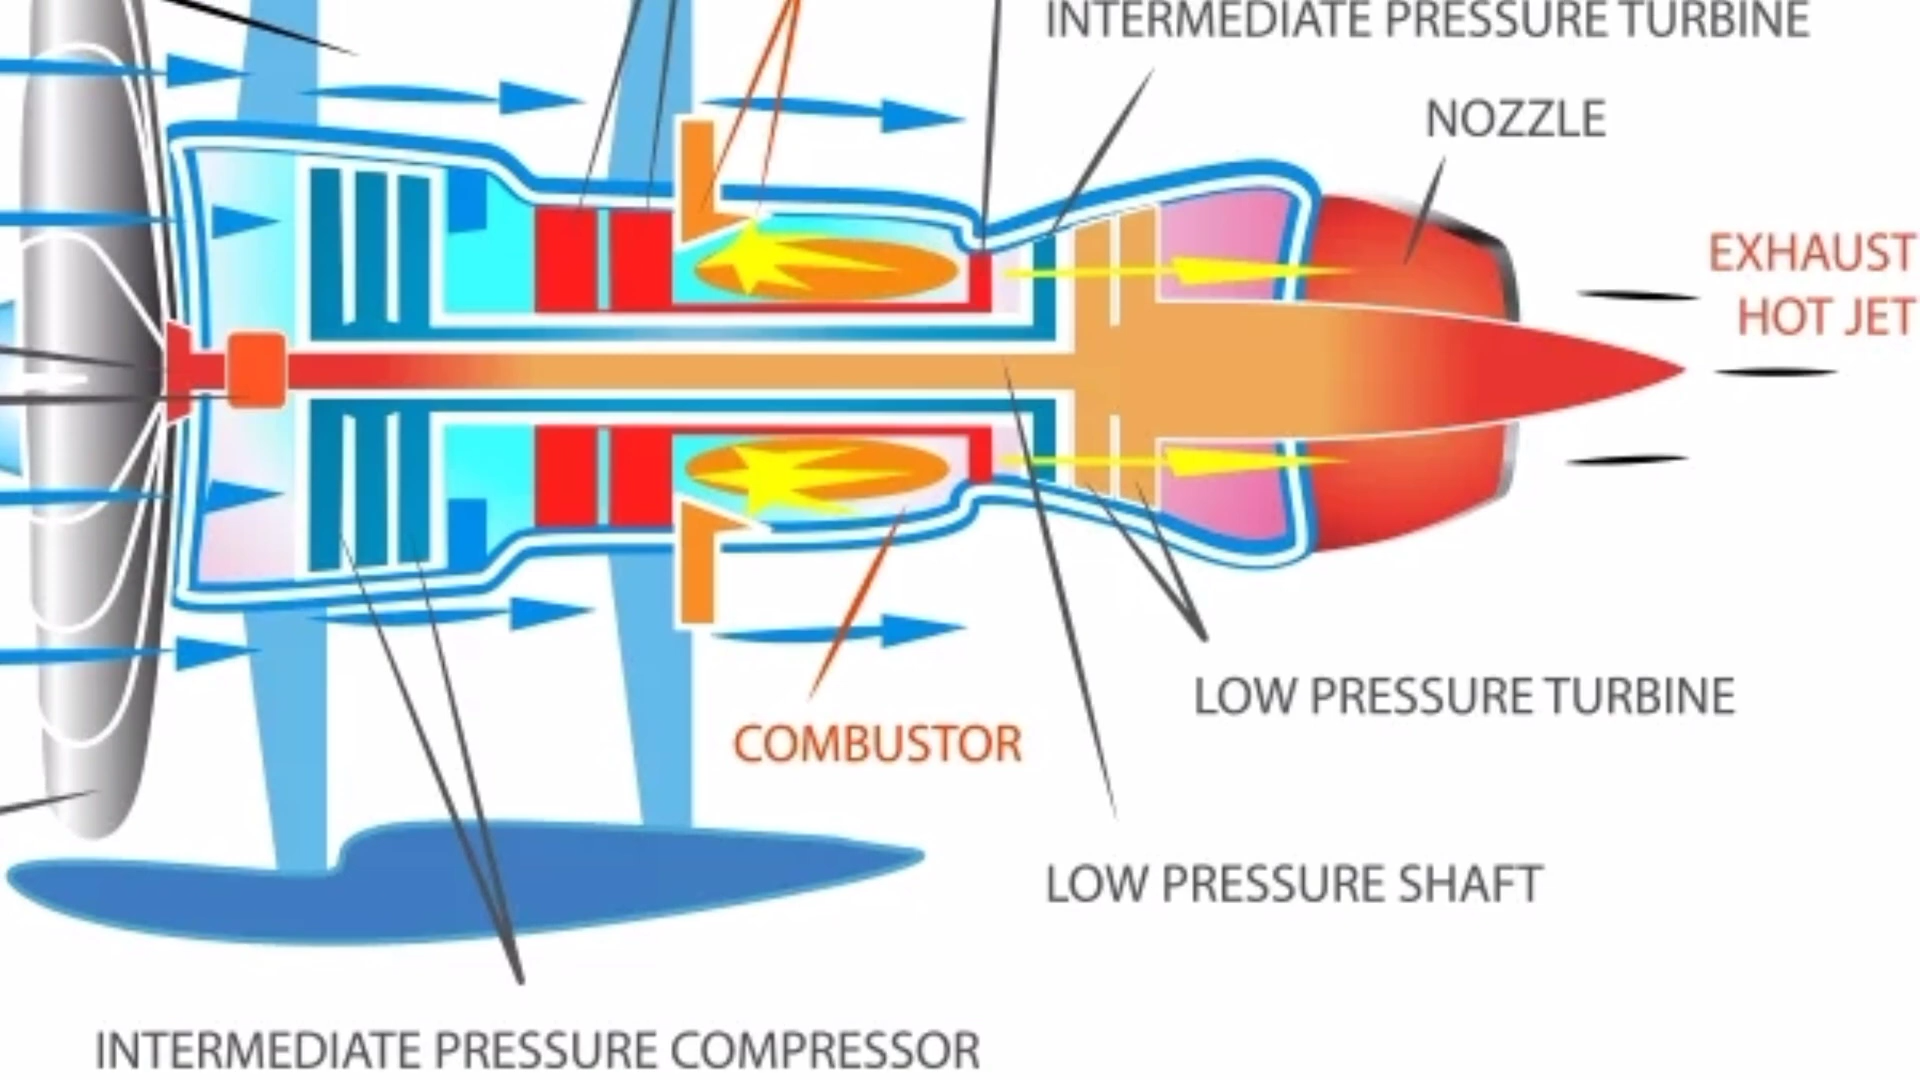 INTERMEDIATE PRESSURE TURBINE
NOZZLE
EXHAUST
HOT JET
LOW PRESSURE TURBINE
COMBUSTOR
LOW PRESSURE SHAFT
INTERMEDIATE PRESSURE COMPRESSOR